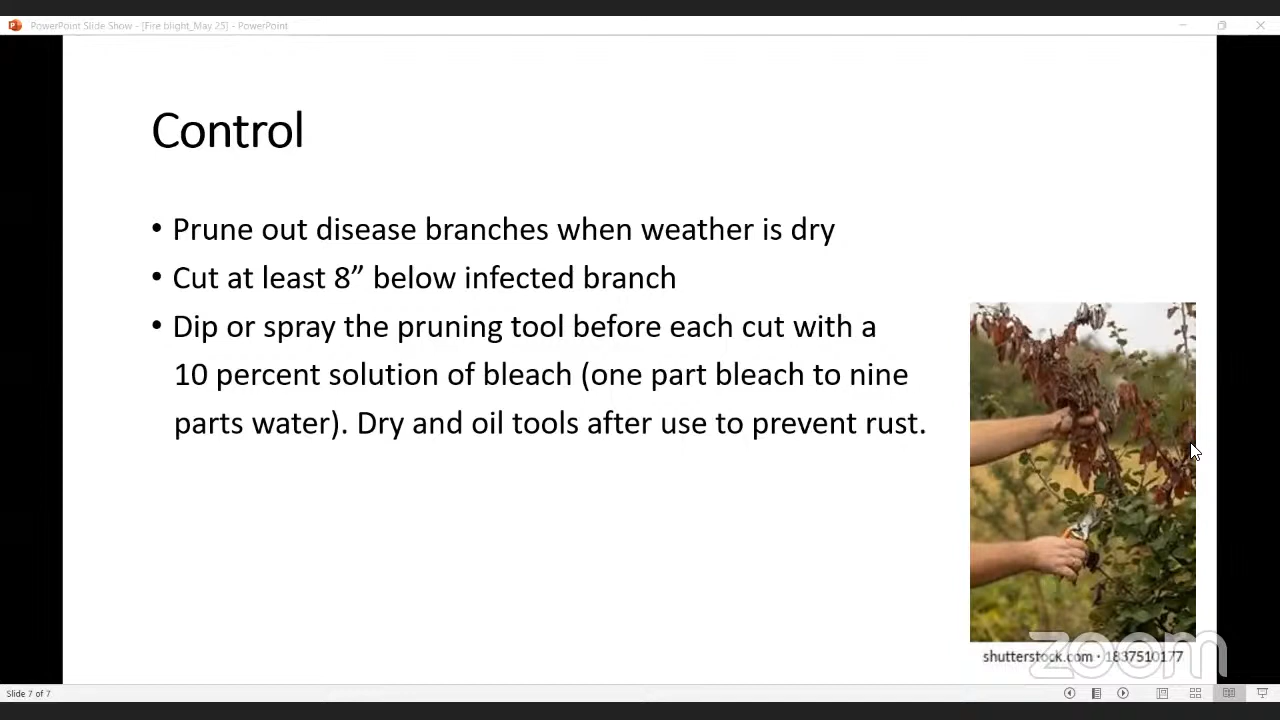 PowerPoint Slide Show - [Fire blight_May 25] - PowerPoint
Control
• Prune out disease branches when weather is dry
• Cut at least 8” below infected branch
• Dip or spray the pruning tool before each cut with a
10 percent solution of bleach (one part bleach to nine
parts water). Dry and oil tools after use to prevent rust.
zoom
shutterstock.com • 1837510177
Slide 7 of 7